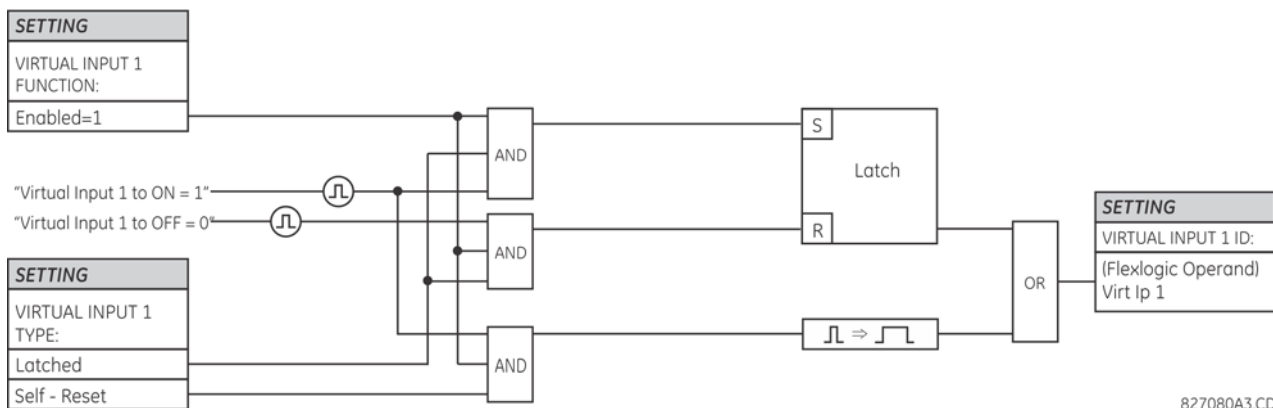 SETTING
VIRTUAL INPUT 1
FUNCTION:
Enabled=1
"Virtual Input 1 to ON = 1"
"Virtual Input 1 to OFF = 0"
SETTING
VIRTUAL INPUT 1
TYPE:
Latched
Self - Reset
AND
AND
AND
S
Latch
R
OR
SETTING
VIRTUAL INPUT 1 ID:
(Flexlogic Operand)
Virt Ip 1
827080A3.CD